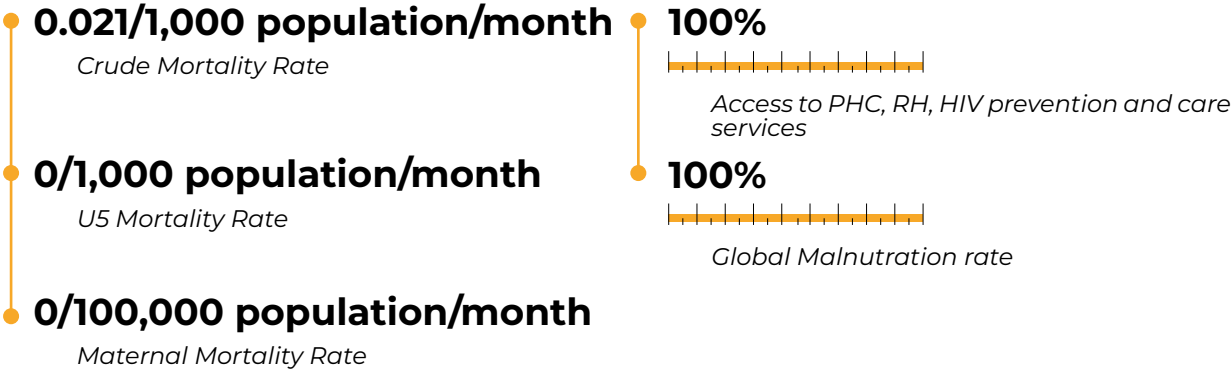 0.021/1,000 population/month
Crude Mortality Rate
0/1,000 population/month
U5 Mortality Rate
0/100,000 population/month
Maternal Mortality Rate
100%
Access to PHC, RH, HIV prevention and care
services
100%
Global Malnutration rate